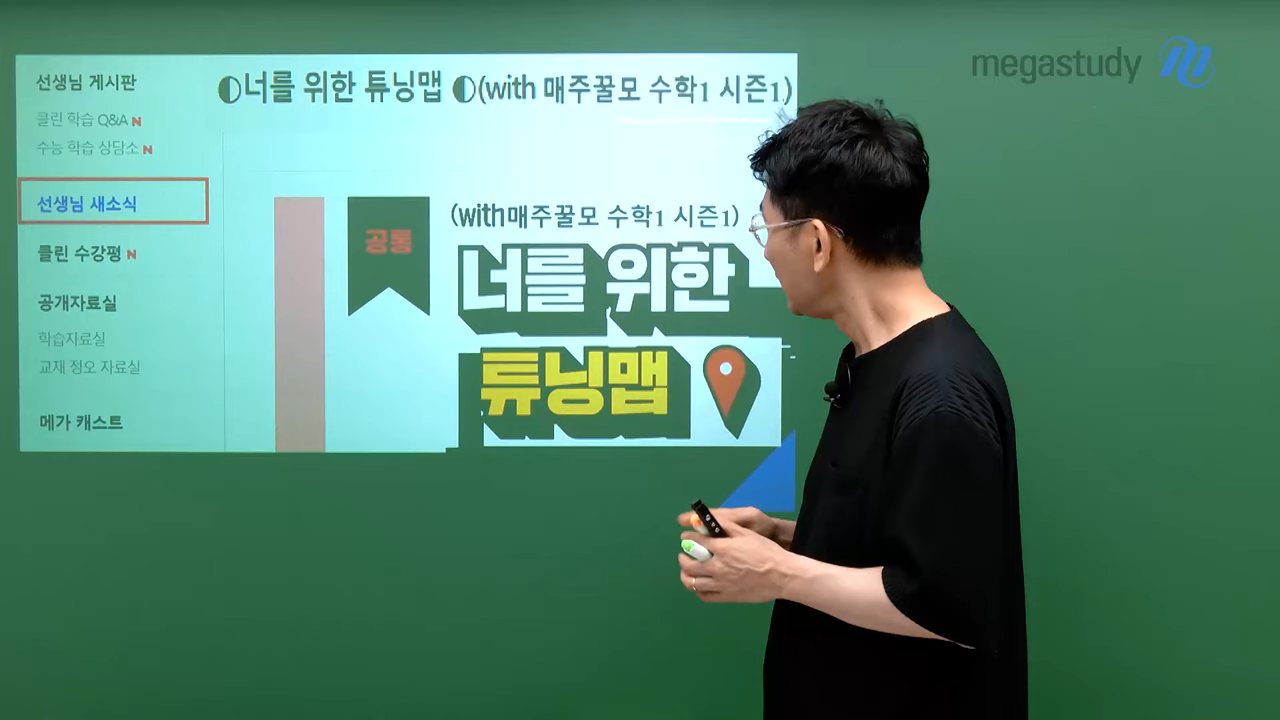 megastudy
선생님 게시판
클린 학습 Q&A N
수능 학습 상담소 N
선생님 새소식
클린 수강평 N
공개자료실
학습자료실
교재 정오 자료실
메가 캐스트
◐너를 위한 튜닝맵 ◐(with 매주꿀모 수학1 시즌1)
공통
(with매주꿀모 수학1 시즌1)
너를 위한
튜닝맵